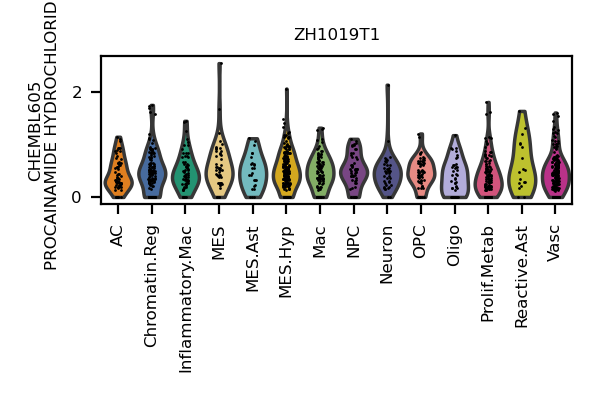 ZH1019T1
CHEMBL605
PROCAINAMIDE HYDROCHLORID
2
1
0
AC
Chromatin.Reg
Inflammatory.Mac
MES
MES.Ast
MES.Hyp
Mac
NPC
Neuron
OPC
Oligo
Prolif.Metab
Reactive.Ast
Vasc